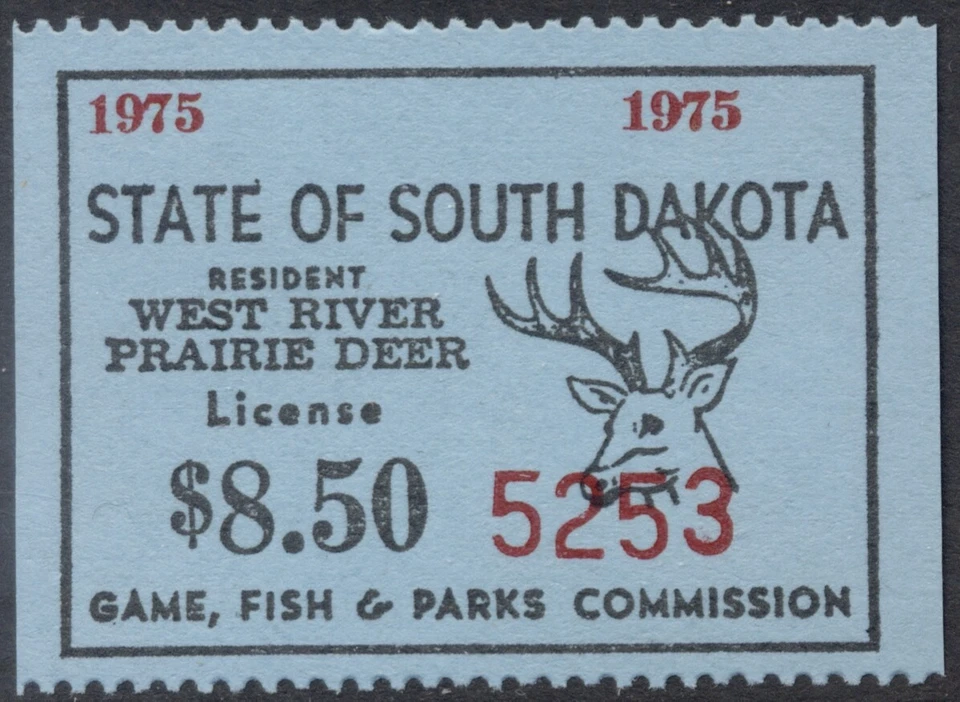 1975 1975
STATE OF SOUTH DAKOTA
RESIDENT
WEST RIVER
PRAIRIE DEER
License
$8.50 5253
GAME, FISH & PARKS COMMISSION